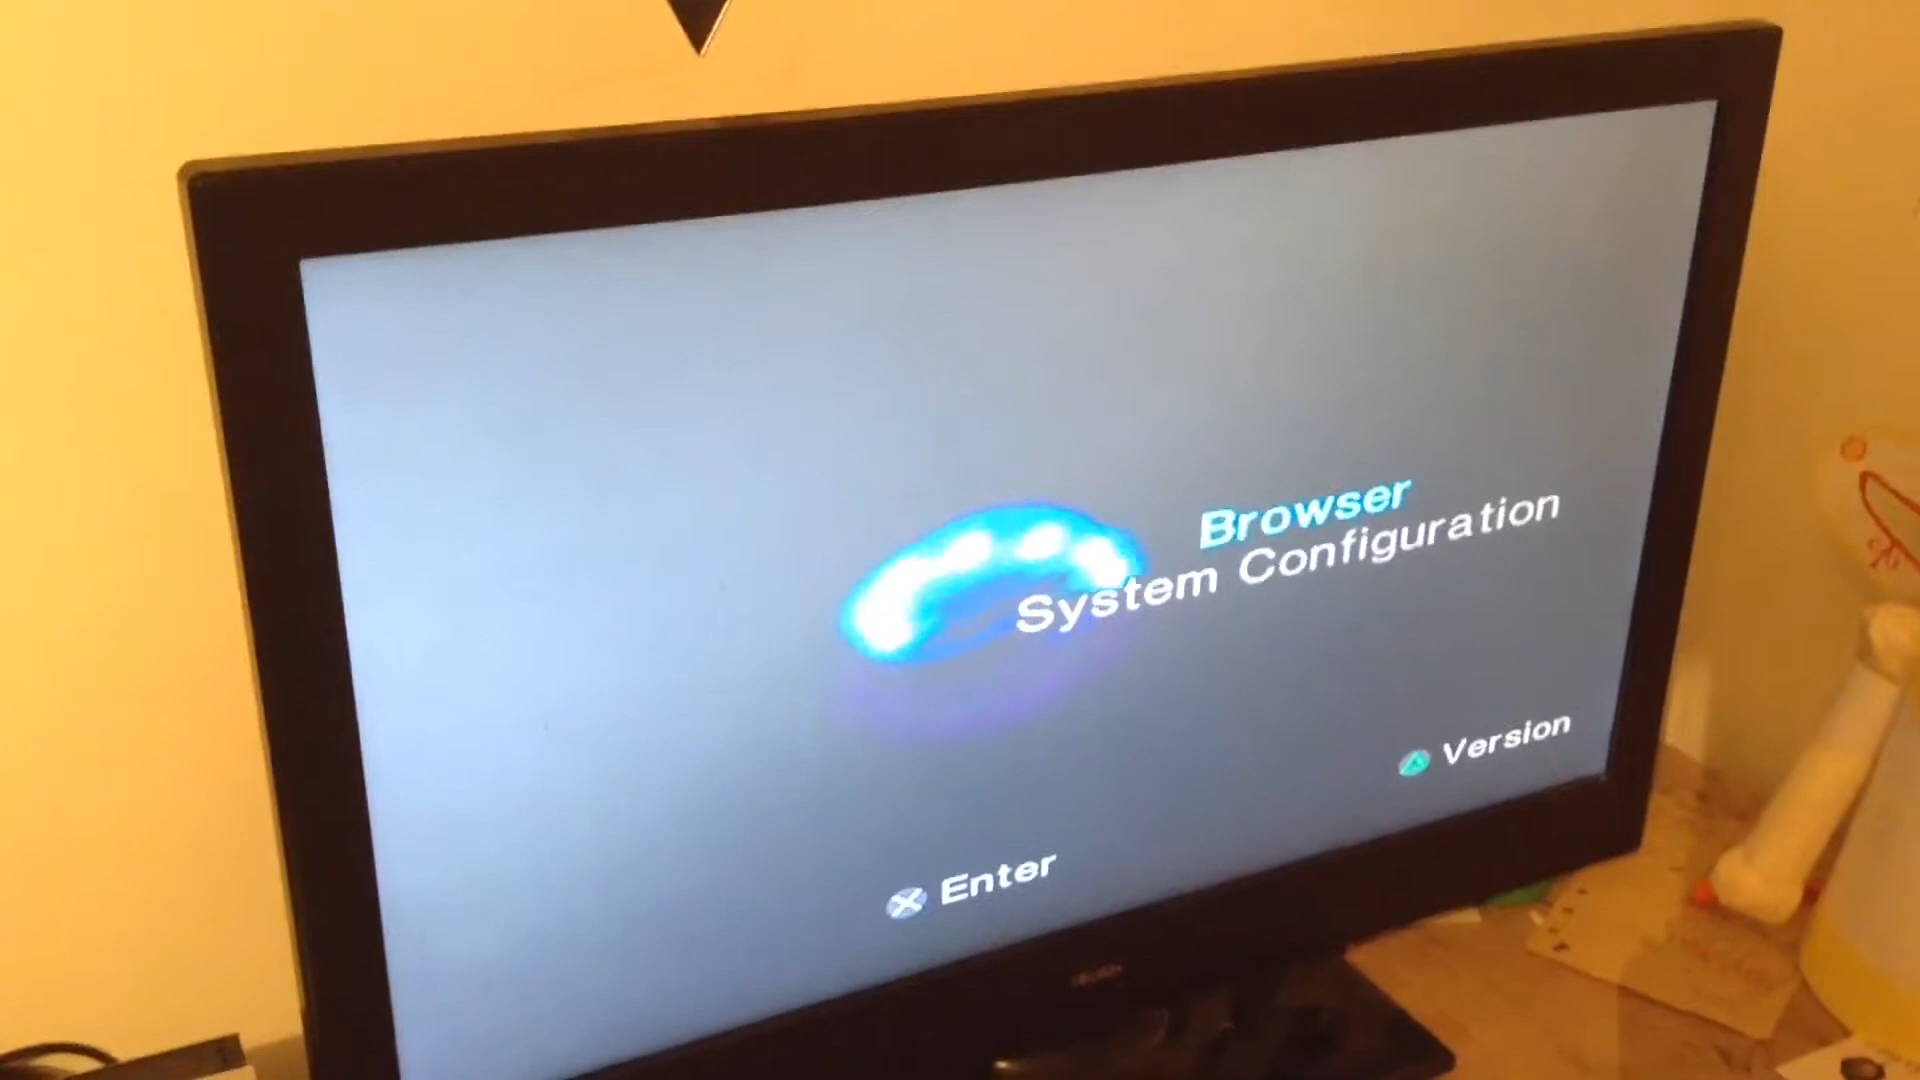 Browser
System Configuration
Version
Enter